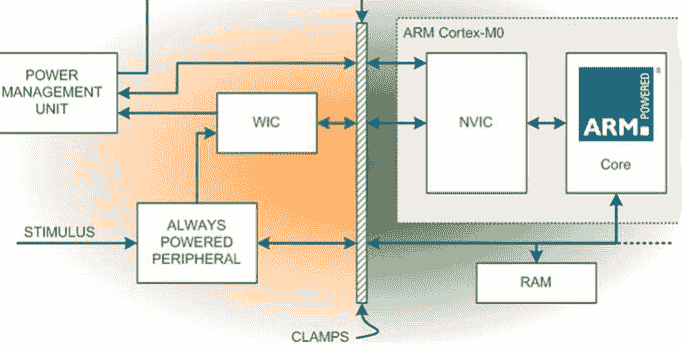 ARM Cortex-M0
POWER
MANAGEMENT
UNIT
WIC
NVIC
ARM
POWERED
®
Core
STIMULUS
ALWAYS
POWERED
PERIPHERAL
RAM
CLAMPS